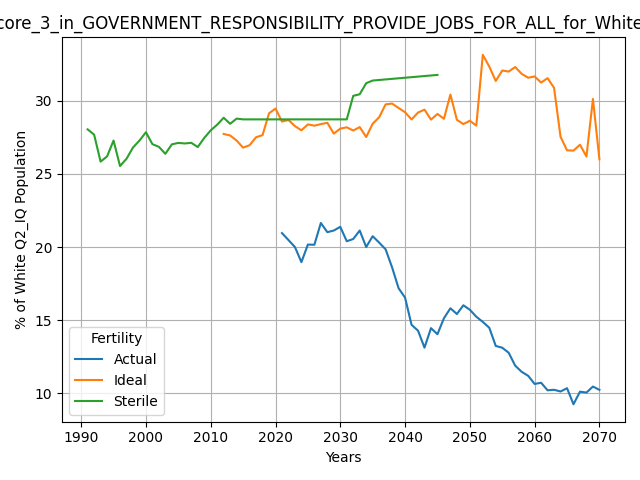 core_3_in_GOVERNMENT_RESPONSIBILITY_PROVIDE_JOBS_FOR_ALL_for_White
% of White Q2_IQ Population
30
25
20
15
10
Fertility
Actual
Ideal
Sterile
1990 2000 2010 2020 2030 2040 2050 2060 2070
Years